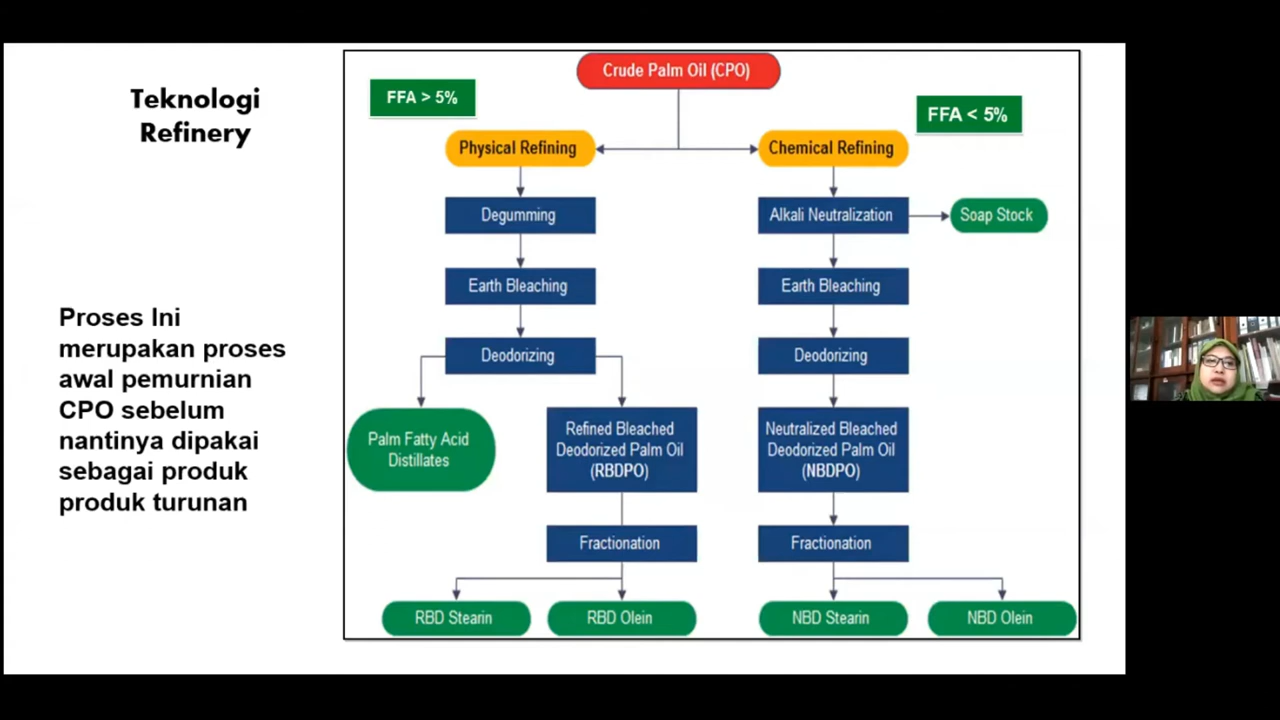 Teknologi
Refinery
Proses Ini
merupakan proses
awal pemurnian
CPO sebelum
nantinya dipakai
sebagai produk
produk turunan
Crude Palm Oil (CPO)
FFA > 5%
FFA < 5%
Physical Refining
Chemical Refining
Degumming
Alkali Neutralization
Soap Stock
Earth Bleaching
Earth Bleaching
Deodorizing
Deodorizing
Palm Fatty Acid
Distillates
Refined Bleached
Deodorized Palm Oil
(RBDPO)
Neutralized Bleached
Deodorized Palm Oil
(NBDPO)
Fractionation
Fractionation
RBD Stearin
RBD Olein
NBD Stearin
NBD Olein